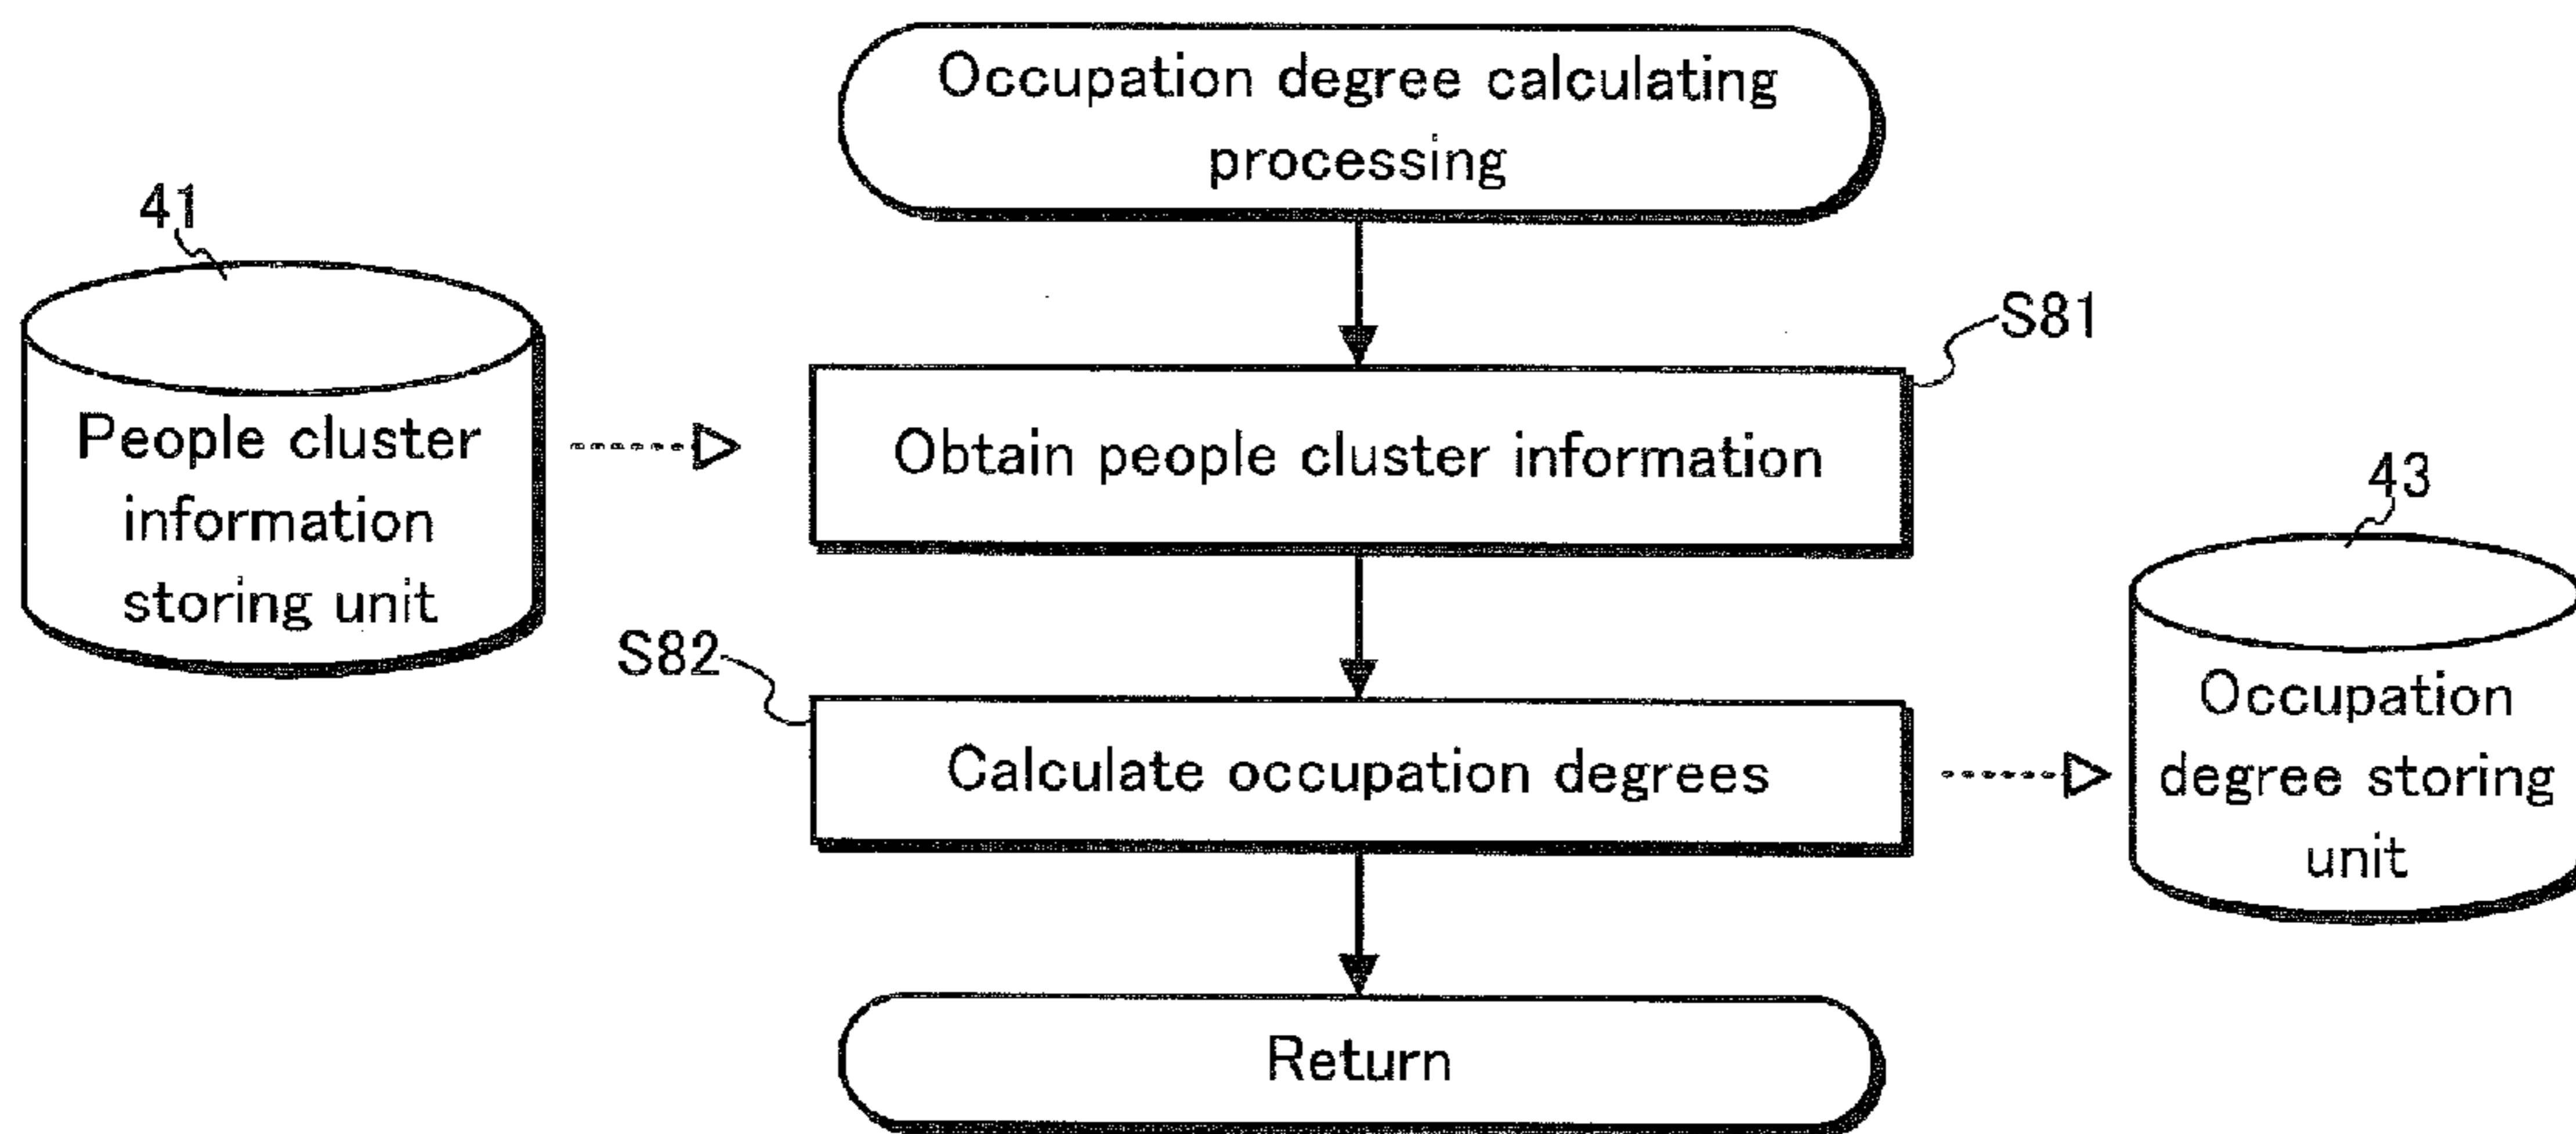 Occupation degree calculating
processing
41
People cluster
information
storing unit
S81
Obtain people cluster information
43
Occupation
degree storing
unit
S82
Calculate occupation degrees
Return